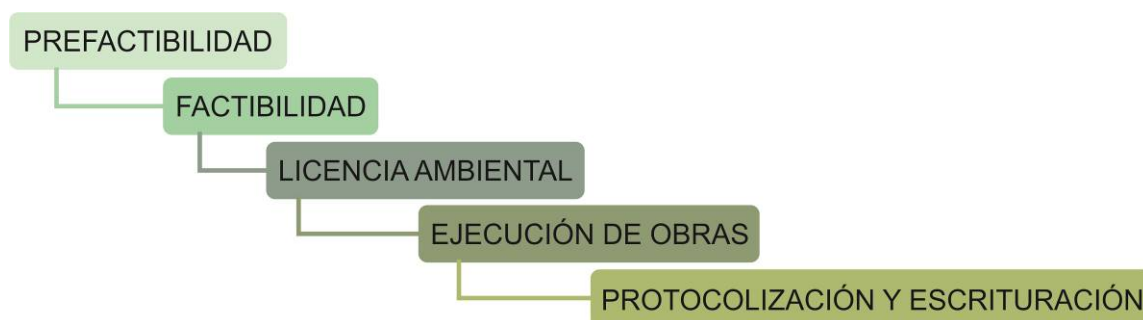 PREFACTIBILIDAD
FACTIBILIDAD
LICENCIA AMBIENTAL
EJECUCIÓN DE OBRAS
PROTOCOLIZACIÓN Y ESCRITURACIÓN